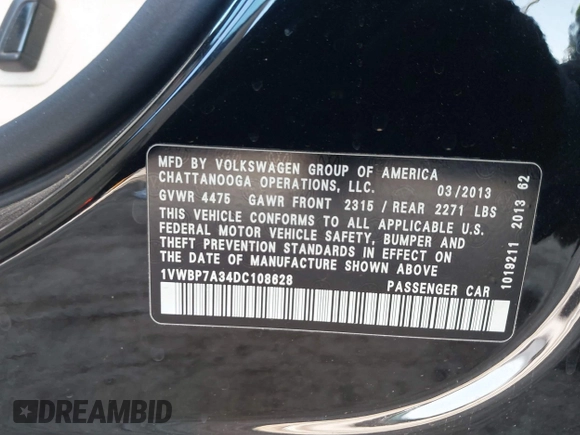 MFD BY VOLKSWAGEN GROUP OF AMERICA
CHATTANOOGA OPERATIONS, LLC. 03/2013
GVWR 4475 GAWR FRONT 2315 / REAR 2271 LBS
THIS VEHICLE CONFORMS TO ALL APPLICABLE U.S.
FEDERAL MOTOR VEHICLE SAFETY, BUMPER AND
THEFT PREVENTION STANDARDS IN EFFECT ON
THE DATE OF MANUFACTURE SHOWN ABOVE
1VWBP7A34DC108628 PASSENGER CAR
1019211 2013 62
DREAMBID